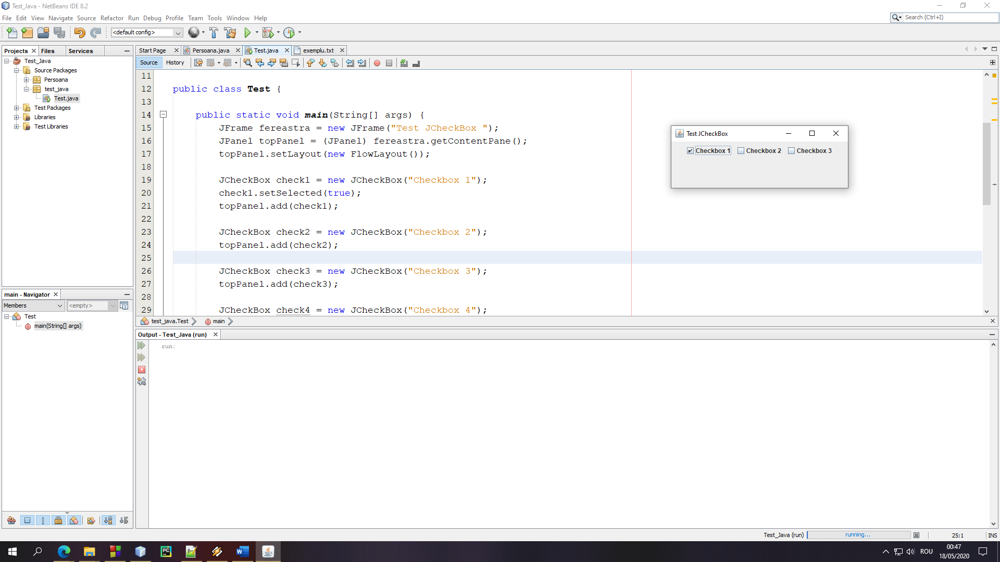 Test_Java - NetBeans IDE 8.2
File Edit View Navigate Source Refactor Run Debug Profile Team Tools Window Help
Search (Ctrl+I)
<default config>
Projects Files Services
Test_Java
Source Packages
Persoana
test_java
Test.java
Test Packages
Libraries
Test Libraries
Start Page Persoana.java Test.java exemplu.txt
Source History
11
12 public class Test {
13
14 public static void main(String[] args) {
15 JFrame fereastra = new JFrame("Test JCheckBox ");
16 JPanel topPanel = (JPanel) fereastra.getContentPane();
17 topPanel.setLayout(new FlowLayout());
18
19 JCheckBox check1 = new JCheckBox("Checkbox 1");
20 check1.setSelected(true);
21 topPanel.add(check1);
22
23 JCheckBox check2 = new JCheckBox("Checkbox 2");
24 topPanel.add(check2);
25
26 JCheckBox check3 = new JCheckBox("Checkbox 3");
27 topPanel.add(check3);
28
29 JCheckBox check4 = new JCheckBox("Checkbox 4");
Test JCheckBox
Checkbox 1 Checkbox 2 Checkbox 3
test_java.Test main
main - Navigator
Members <empty>
Test
main(String[] args)
Output - Test_Java (run)
run:
Test_Java (run) running... 25:1 INS
ROU
00:47
18/05/2020